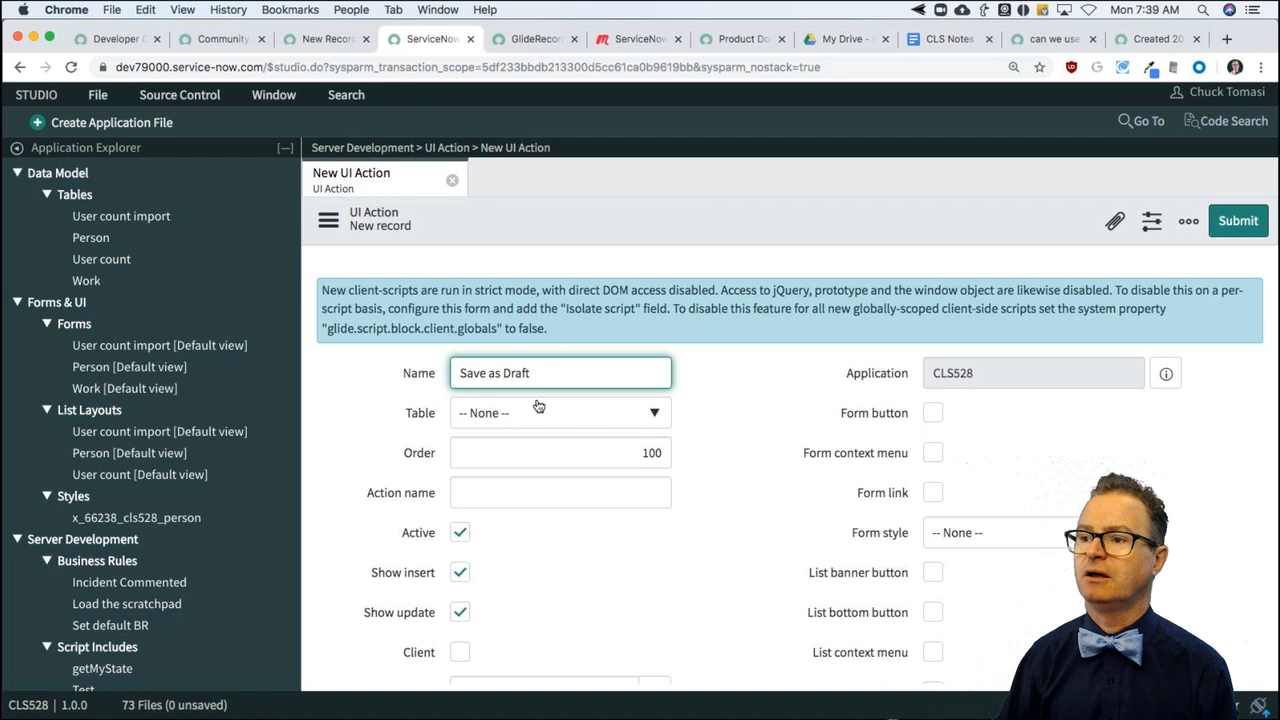 Chrome File Edit View History Bookmarks People Tab Window Help Mon 7:39 AM
Developer C × Community × New Recor × ServiceNow × GlideRecor × ServiceNow × Product Do × My Drive - × CLS Notes × can we use × Created 20 × +
dev79000.service-now.com/$studio.do?sysparm_transaction_scope=5df233bbdb213300d5cc61ca0b9619bb&sysparm_nostack=true
STUDIO File Source Control Window Search Chuck Tomasi
Create Application File Go To Code Search
Application Explorer [—] Server Development > UI Action > New UI Action
Data Model
Tables
User count import
Person
User count
Work
Forms & UI
Forms
User count import [Default view]
Person [Default view]
Work [Default view]
List Layouts
User count import [Default view]
Person [Default view]
User count [Default view]
Styles
x_66238_cls528_person
Server Development
Business Rules
Incident Commented
Load the scratchpad
Set default BR
Script Includes
getMyState
Test
New UI Action
UI Action
UI Action
New record
Submit
New client-scripts are run in strict mode, with direct DOM access disabled. Access to jQuery, prototype and the window object are likewise disabled. To disable this on a per-
script basis, configure this form and add the "Isolate script" field. To disable this feature for all new globally-scoped client-side scripts set the system property
"glide.script.block.client.globals" to false.
Name Save as Draft
Table -- None --
Order 100
Action name
Active
Show insert
Show update
Client
Application CLS528
Form button
Form context menu
Form link
Form style -- None --
List banner button
List bottom button
List context menu
CLS528 | 1.0.0 73 Files (0 unsaved)